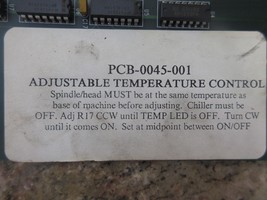 PCB-0045-001
ADJUSTABLE TEMPERATURE CONTROL
Spindle/head MUST be at the same temperature as
base of machine before adjusting. Chiller must be
OFF. Adj R17 CCW until TEMP LED is OFF. Turn CW
until it comes ON. Set at midpoint between ON/OFF